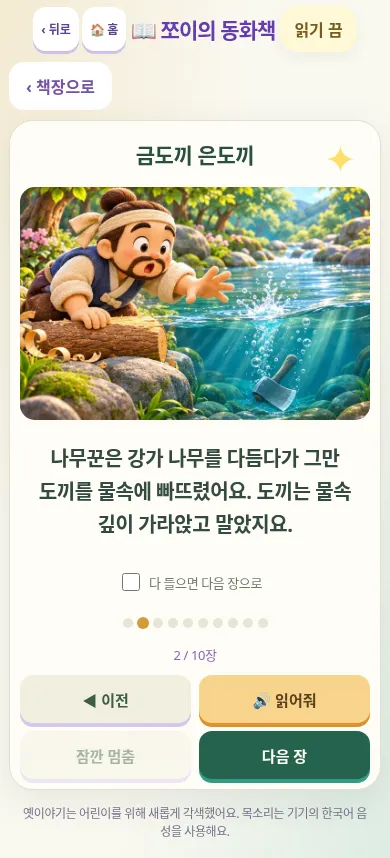 ‹ 뒤로 🏠 홈 📖 쪼이의 동화책 읽기 끔
‹ 책장으로
금도끼 은도끼
나무꾼은 강가 나무를 다듬다가 그만
도끼를 물속에 빠뜨렸어요. 도끼는 물속
깊이 가라앉고 말았지요.
다 들으면 다음 장으로
2 / 10장
◀ 이전 🔊 읽어줘
잠깐 멈춤 다음 장
옛이야기는 어린이를 위해 새롭게 각색했어요. 목소리는 기기의 한국어 음
성을 사용해요.